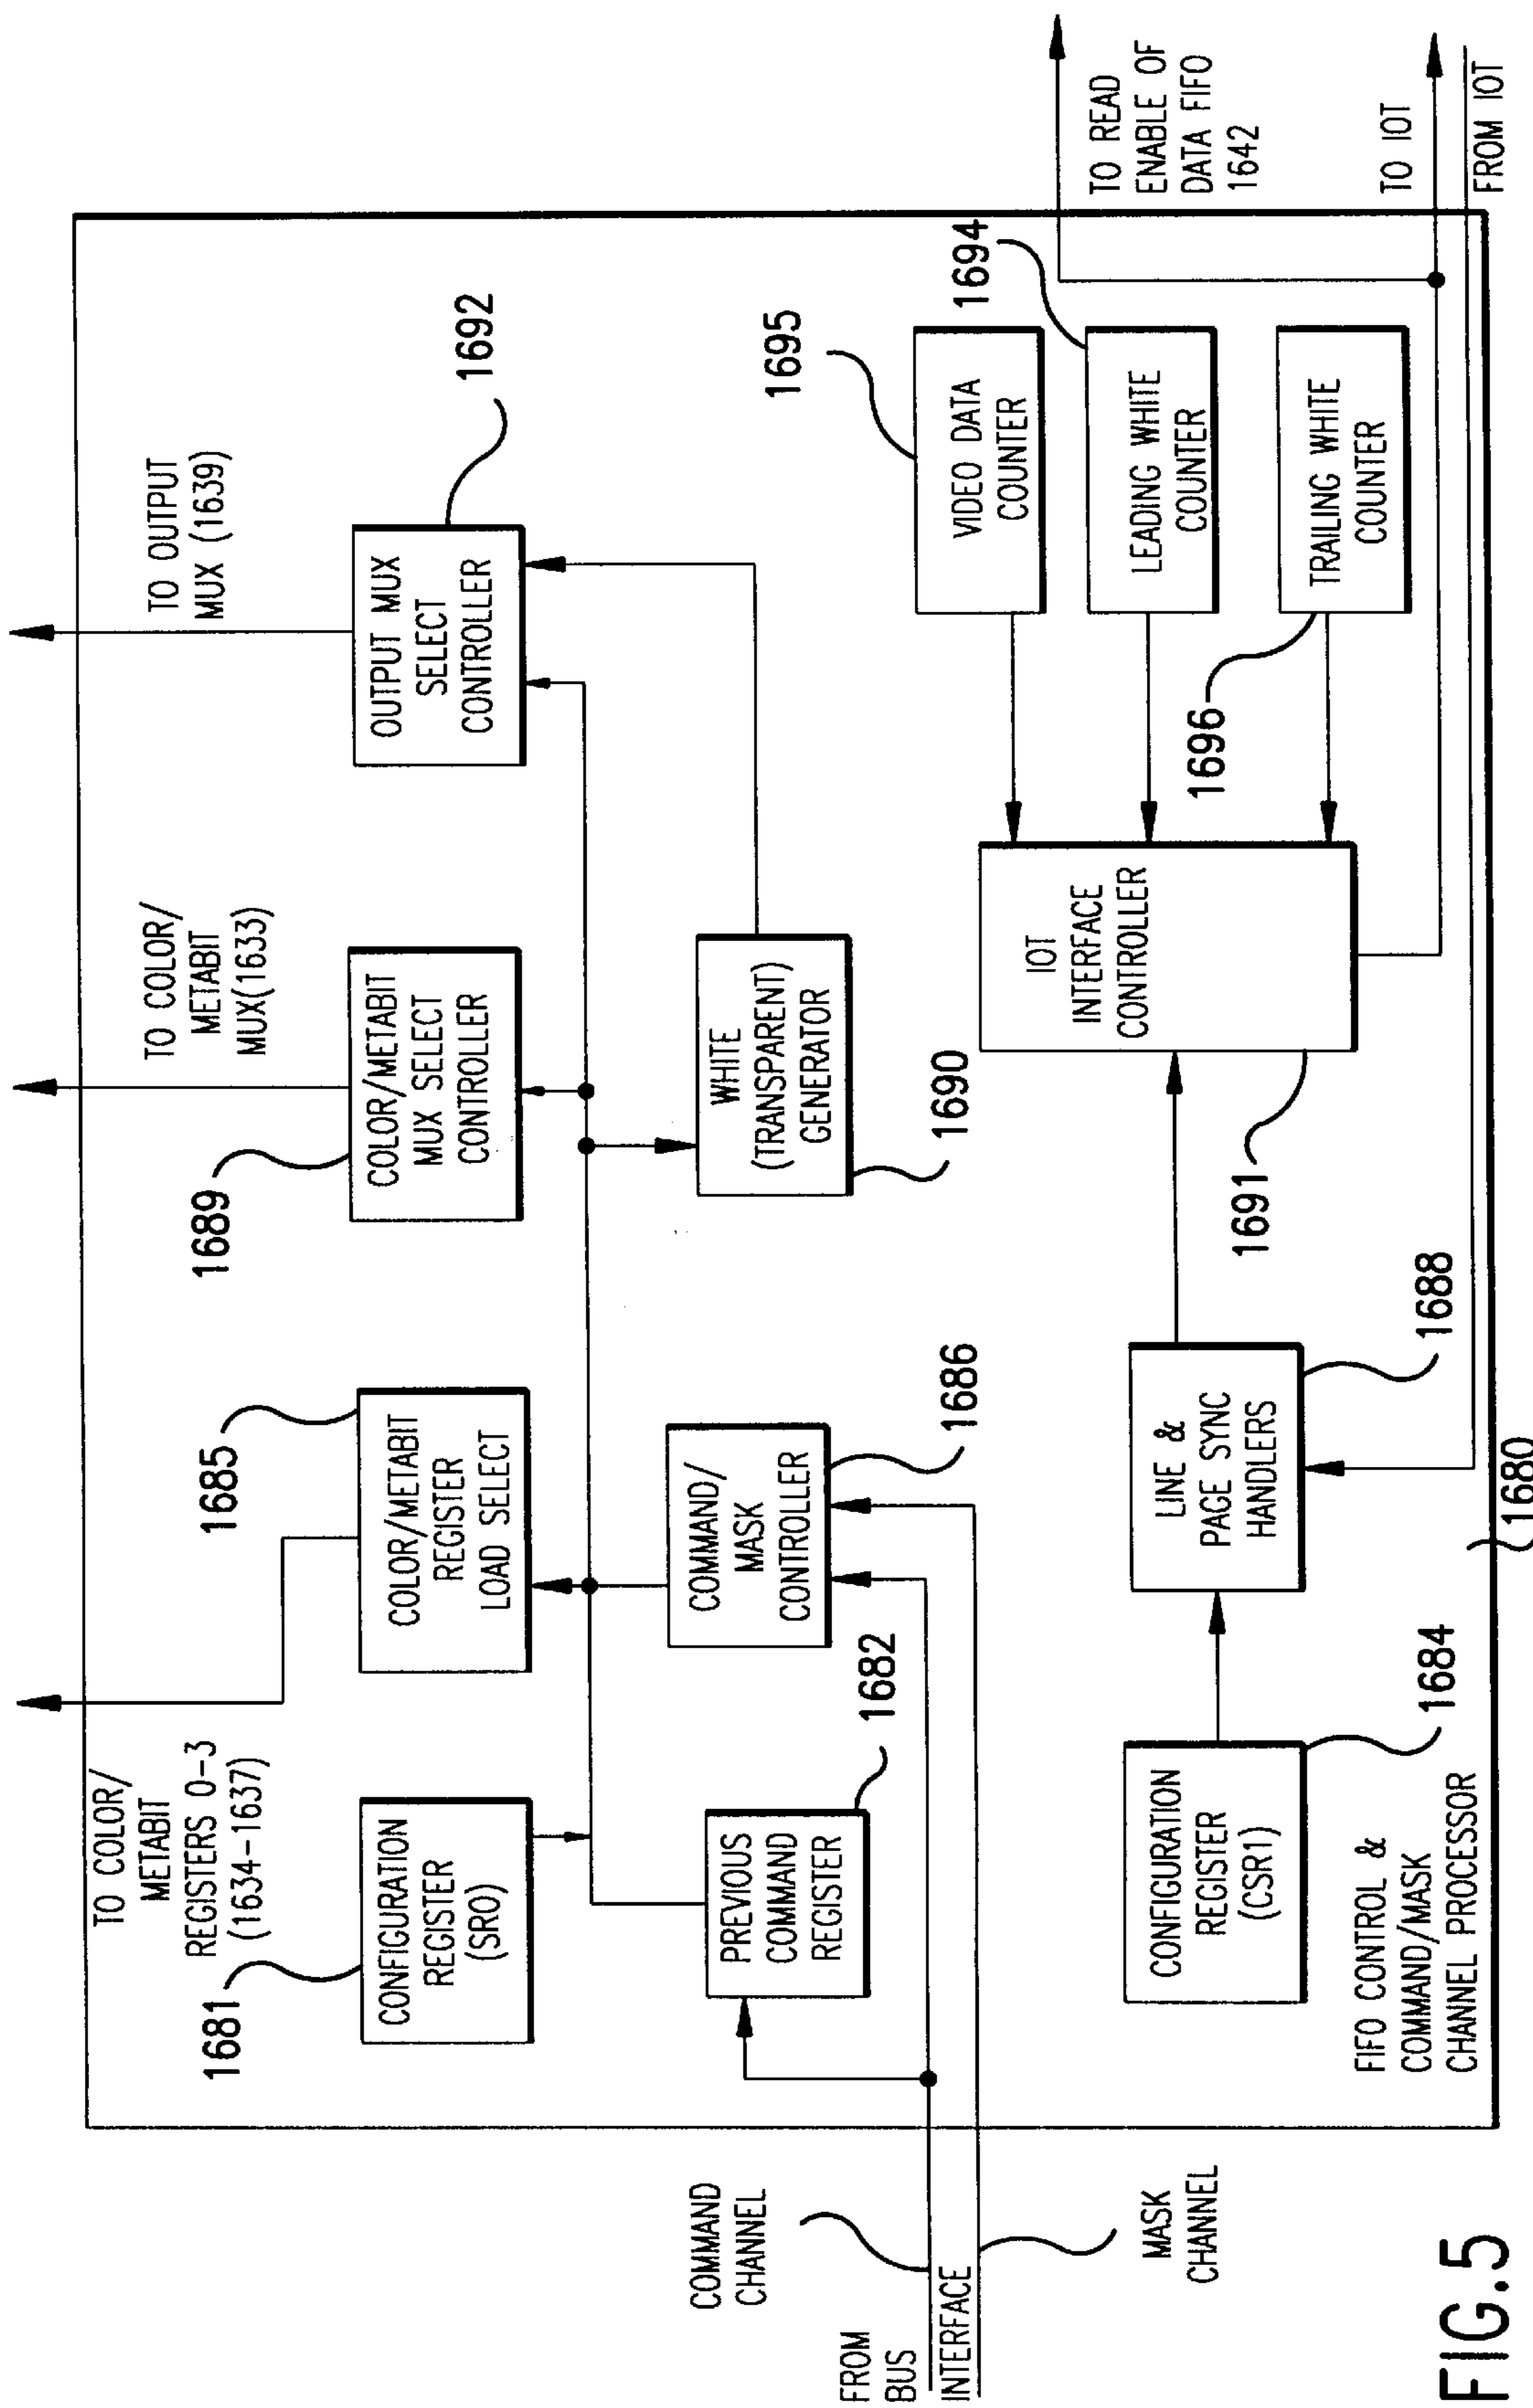 TO COLOR/
METABIT
REGISTERS 0-3
(1634-1637)
TO COLOR/
METABIT
MUX(1633)
TO OUTPUT
MUX (1639)
1681
CONFIGURATION
REGISTER
(SR0)
1685
COLOR/METABIT
REGISTER
LOAD SELECT
1689
COLOR/METABIT
MUX SELECT
CONTROLLER
OUTPUT MUX
SELECT
CONTROLLER
1692
COMMAND
CHANNEL
FROM
BUS
INTERFACE
MASK
CHANNEL
PREVIOUS
COMMAND
REGISTER
1682
COMMAND/
MASK
CONTROLLER
1686
WHITE
(TRANSPARENT)
GENERATOR
1690
1695
VIDEO DATA
COUNTER
1694
LEADING WHITE
COUNTER
1696
TRAILING WHITE
COUNTER
IOT
INTERFACE
CONTROLLER
1691
LINE &
PAGE SYNC
HANDLERS
1688
CONFIGURATION
REGISTER
(CSR1)
1684
TO READ
ENABLE OF
DATA FIFO
1642
TO IOT
FROM IOT
FIFO CONTROL &
COMMAND/MASK
CHANNEL PROCESSOR
1680
FIG.5